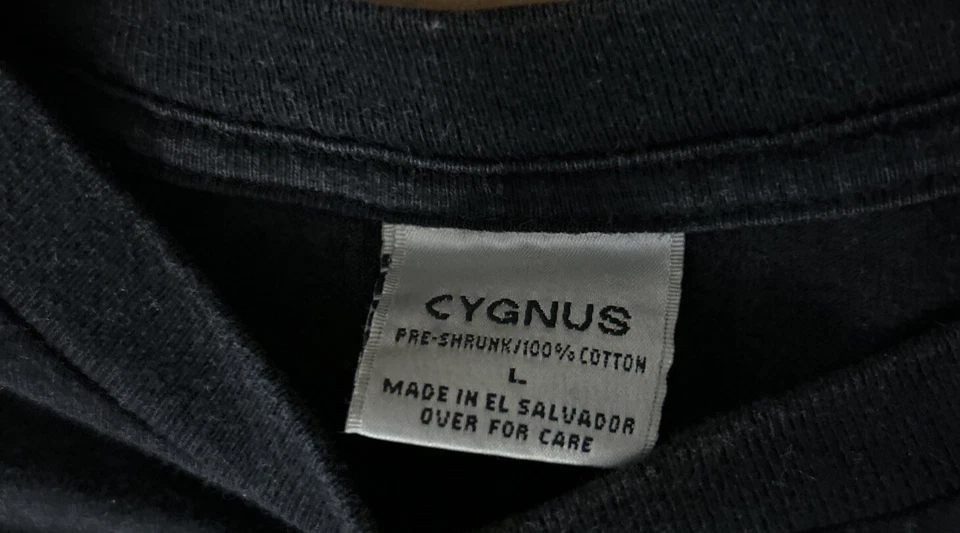 CYGNUS
PRE-SHRUNK/100% COTTON
L
MADE IN EL SALVADOR
OVER FOR CARE